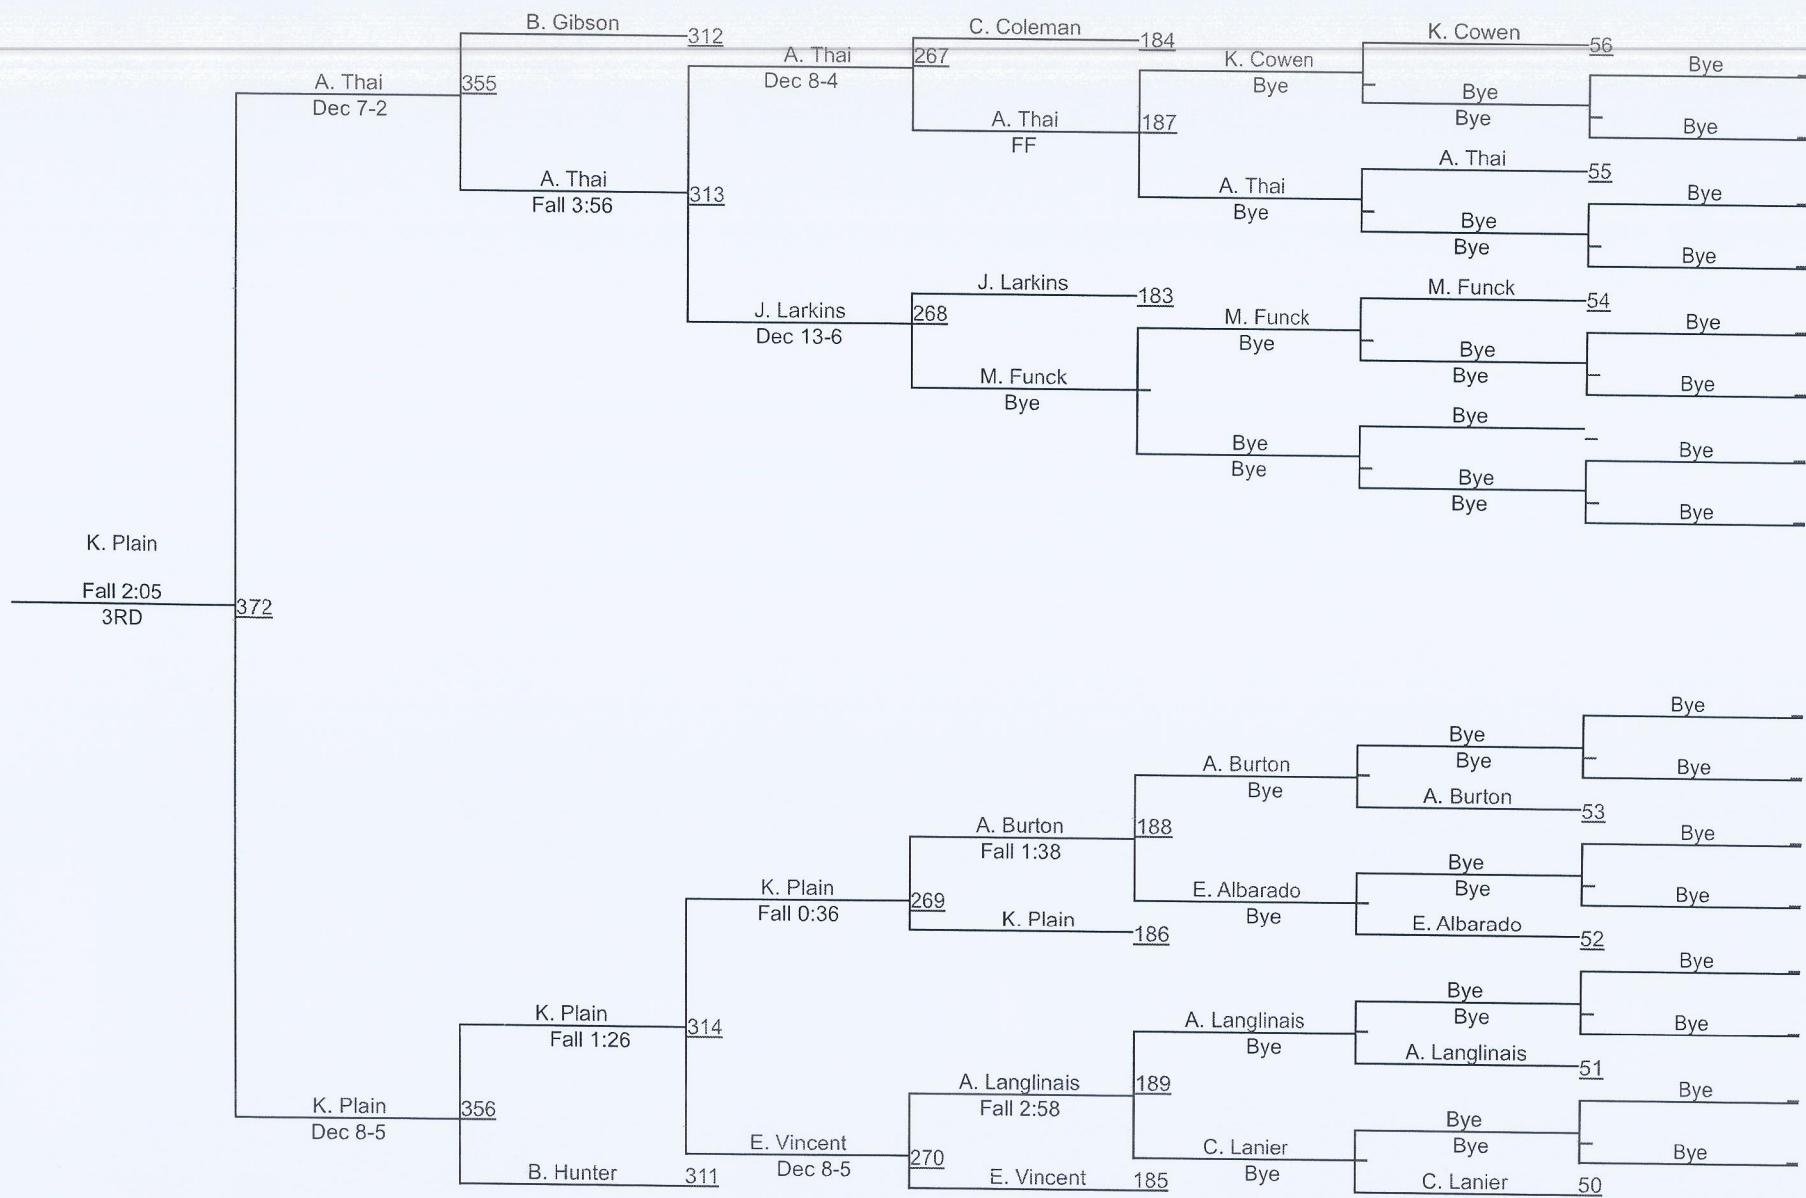 B. Gibson
312
A. Thai
Dec 7-2
355
A. Thai
Fall 3:56
313
A. Thai
Dec 8-4
267
C. Coleman
184
A. Thai
FF
187
K. Cowen
Bye
K. Cowen
56
Bye
Bye
Bye
Bye
A. Thai
Bye
A. Thai
55
Bye
Bye
Bye
Bye
J. Larkins
Dec 13-6
268
J. Larkins
183
M. Funck
Bye
M. Funck
Bye
M. Funck
54
Bye
Bye
Bye
Bye
Bye
Bye
Bye
Bye
Bye
Bye
Bye
K. Plain
Fall 2:05
3RD
372
K. Plain
Dec 8-5
356
K. Plain
Fall 1:26
314
K. Plain
Fall 0:36
269
A. Burton
Fall 1:38
188
A. Burton
Bye
Bye
Bye
Bye
Bye
A. Burton
53
E. Albarado
Bye
Bye
Bye
Bye
Bye
E. Albarado
52
K. Plain
186
E. Vincent
Dec 8-5
270
A. Langlinais
Fall 2:58
189
A. Langlinais
Bye
Bye
Bye
Bye
Bye
A. Langlinais
51
C. Lanier
Bye
Bye
Bye
Bye
Bye
C. Lanier
50
E. Vincent
185
B. Hunter
311